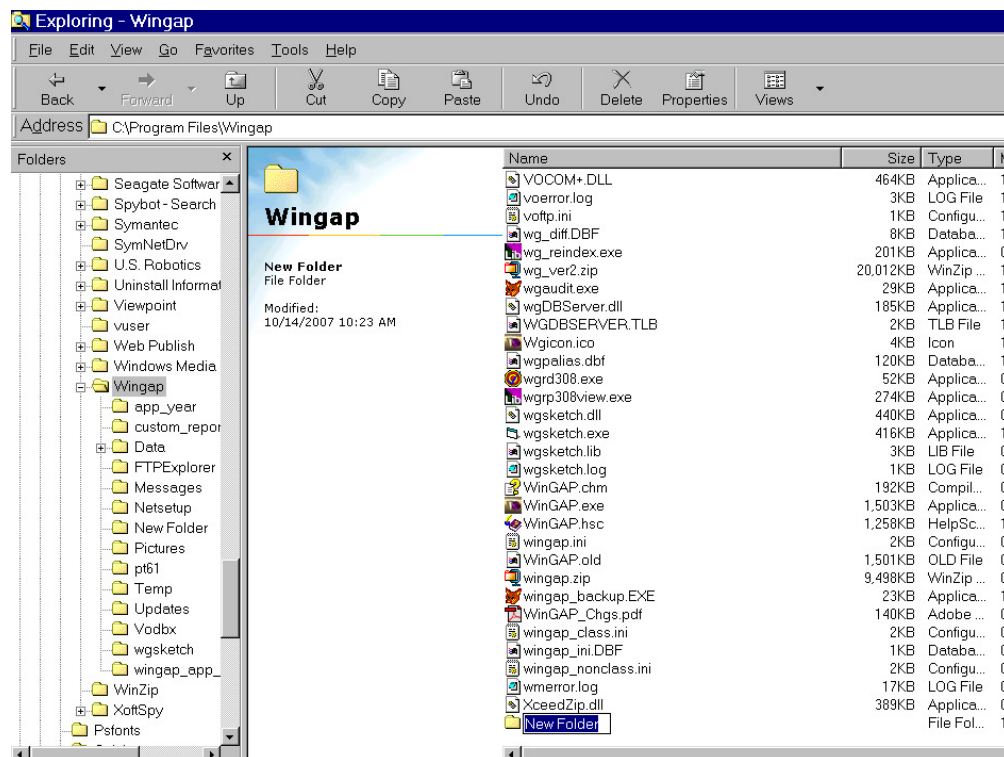 Exploring - Wingap
File Edit View Go Favorites Tools Help
Back Forward Up Cut Copy Paste Undo Delete Properties Views
Address C:\Program Files\Wingap
Folders x
Seagate Softwar
Spybot - Search
Symantec
SymNetDrv
U.S. Robotics
Uninstall Informat
Viewpoint
vuser
Web Publish
Windows Media
Wingap
app_year
custom_repor
Data
FTPExplorer
Messages
Netsetup
New Folder
Pictures
pt61
Temp
Updates
Vodbx
wgsketch
wingap_app_
WinZip
XoftSpy
Psfonts
Wingap
New Folder
File Folder
Modified:
10/14/2007 10:23 AM
Name Size Type
VOCOM+.DLL 464KB Applica...
voerror.log 3KB LOG File
voftp.ini 1KB Configu...
wg_diff.DBF 8KB Databa...
wg_reindex.exe 201KB Applica...
wg_ver2.zip 20,012KB WinZip ...
wgaudit.exe 29KB Applica...
wgDBServer.dll 185KB Applica...
WGDBSERVER.TLB 2KB TLB File
Wgicon.ico 4KB Icon
wgpalias.dbf 120KB Databa...
wgrd308.exe 52KB Applica...
wgrp308view.exe 274KB Applica...
wgsketch.dll 440KB Applica...
wgsketch.exe 416KB Applica...
wgsketch.lib 3KB LIB File
wgsketch.log 1KB LOG File
WinGAP.chm 192KB Compil...
WinGAP.exe 1,503KB Applica...
WinGAP.hsc 1,258KB HelpSc...
wingap.ini 2KB Configu...
WinGAP.old 1,501KB OLD File
wingap.zip 9,498KB WinZip ...
wingap_backup.EXE 23KB Applica...
WinGAP_Chgs.pdf 140KB Adobe ...
wingap_class.ini 2KB Configu...
wingap_ini.DBF 1KB Databa...
wingap_nonclass.ini 2KB Configu...
wmerror.log 17KB LOG File
XceedZip.dll 389KB Applica...
New Folder File Fol...